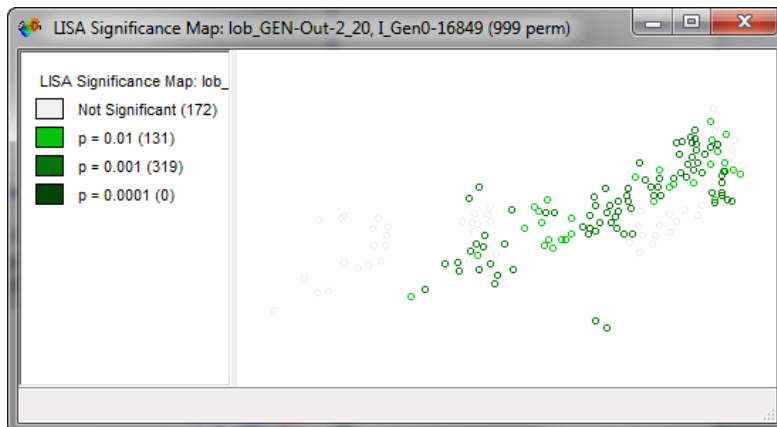 LISA Significance Map: lob_GEN-Out-2_20, I_Gen0-16849 (999 perm)
LISA Significance Map: lob_
Not Significant (172)
p = 0.01 (131)
p = 0.001 (319)
p = 0.0001 (0)